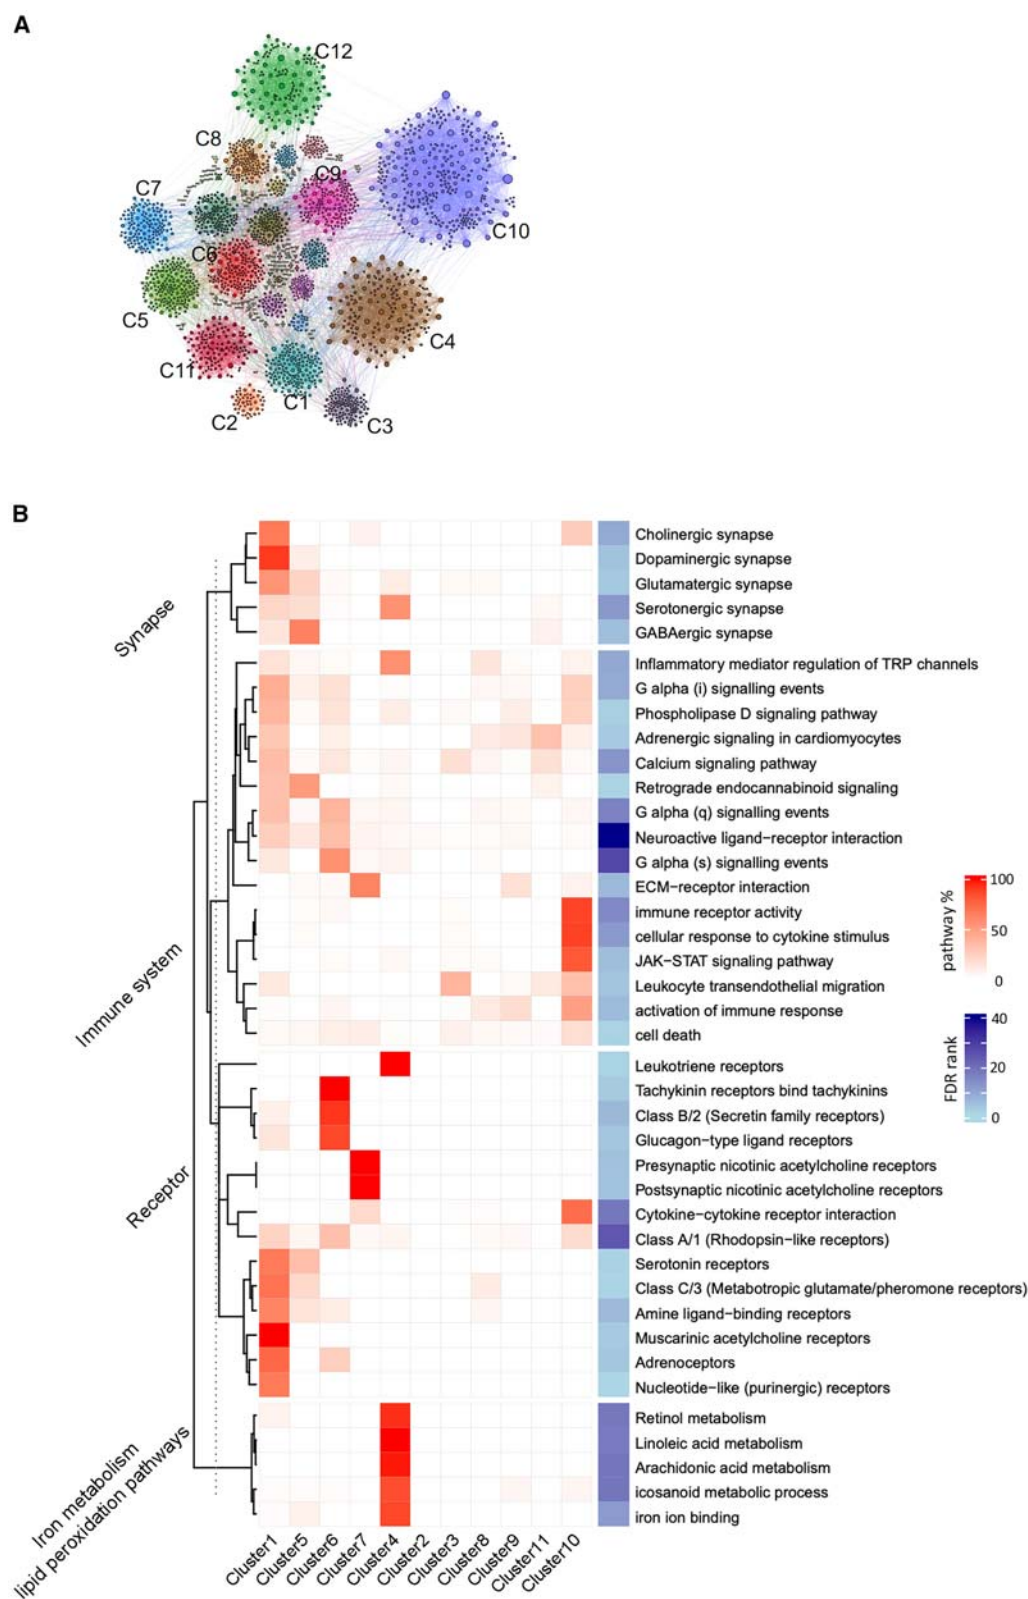 A
C12
C8
C9
C7
C10
C6
C5
C4
C11
C1
C2
C3
B
Synapse
Cholinergic synapse
Dopaminergic synapse
Glutamatergic synapse
Serotonergic synapse
GABAergic synapse
Immune system
Inflammatory mediator regulation of TRP channels
G alpha (i) signalling events
Phospholipase D signaling pathway
Adrenergic signaling in cardiomyocytes
Calcium signaling pathway
Retrograde endocannabinoid signaling
G alpha (q) signalling events
Neuroactive ligand−receptor interaction
G alpha (s) signalling events
ECM−receptor interaction
immune receptor activity
cellular response to cytokine stimulus
JAK−STAT signaling pathway
Leukocyte transendothelial migration
activation of immune response
cell death
Receptor
Leukotriene receptors
Tachykinin receptors bind tachykinins
Class B/2 (Secretin family receptors)
Glucagon−type ligand receptors
Presynaptic nicotinic acetylcholine receptors
Postsynaptic nicotinic acetylcholine receptors
Cytokine−cytokine receptor interaction
Class A/1 (Rhodopsin−like receptors)
Serotonin receptors
Class C/3 (Metabotropic glutamate/pheromone receptors)
Amine ligand−binding receptors
Muscarinic acetylcholine receptors
Adrenoceptors
Nucleotide−like (purinergic) receptors
Iron metabolism
lipid peroxidation pathways
Retinol metabolism
Linoleic acid metabolism
Arachidonic acid metabolism
icosanoid metabolic process
iron ion binding
Cluster1
Cluster5
Cluster6
Cluster7
Cluster4
Cluster2
Cluster3
Cluster8
Cluster9
Cluster11
Cluster10
pathway %
100
50
0
FDR rank
40
20
0